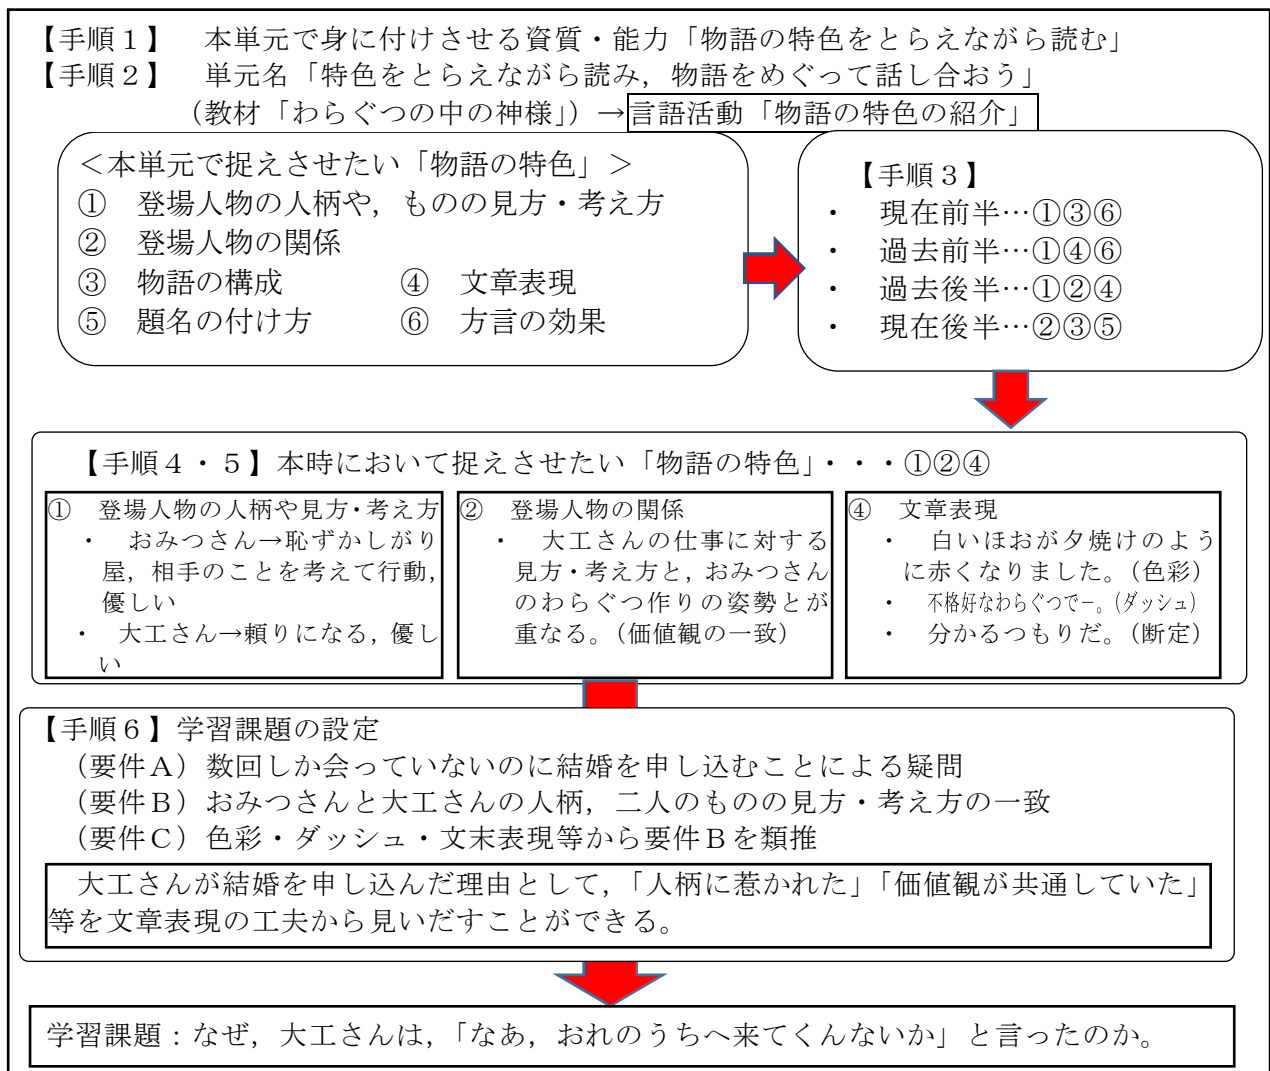 【手順１】　本単元で身に付けさせる資質・能力「物語の特色をとらえながら読む」
【手順２】　単元名「特色をとらえながら読み，物語をめぐって話し合おう」
（教材「わらぐつの中の神様」）→言語活動「物語の特色の紹介」
＜本単元で捉えさせたい「物語の特色」＞
①　登場人物の人柄や，ものの見方・考え方
②　登場人物の関係
③　物語の構成　　　　④　文章表現
⑤　題名の付け方　　　⑥　方言の効果
【手順３】
・　現在前半…①③⑥
・　過去前半…①④⑥
・　過去後半…①②④
・　現在後半…②③⑤
【手順４・５】本時において捉えさせたい「物語の特色」・・・①②④
①　登場人物の人柄や見方・考え方
・　おみつさん→恥ずかしがり
屋，相手のことを考えて行動，
優しい
・　大工さん→頼りになる，優し
い
②　登場人物の関係
・　大工さんの仕事に対する
見方・考え方と，おみつさん
のわらぐつ作りの姿勢とが
重なる。（価値観の一致）
④　文章表現
・　白いほおが夕焼けのよう
に赤くなりました。（色彩）
・　不格好なわらぐつでー。（ダッシュ）
・　分かるつもりだ。（断定）
【手順６】学習課題の設定
（要件Ａ）数回しか会っていないのに結婚を申し込むことによる疑問
（要件Ｂ）おみつさんと大工さんの人柄，二人のものの見方・考え方の一致
（要件Ｃ）色彩・ダッシュ・文末表現等から要件Ｂを類推
大工さんが結婚を申し込んだ理由として，「人柄に惹かれた」「価値観が共通していた」
等を文章表現の工夫から見いだすことができる。
学習課題：なぜ，大工さんは，「なあ，おれのうちへ来てくんないか」と言ったのか。